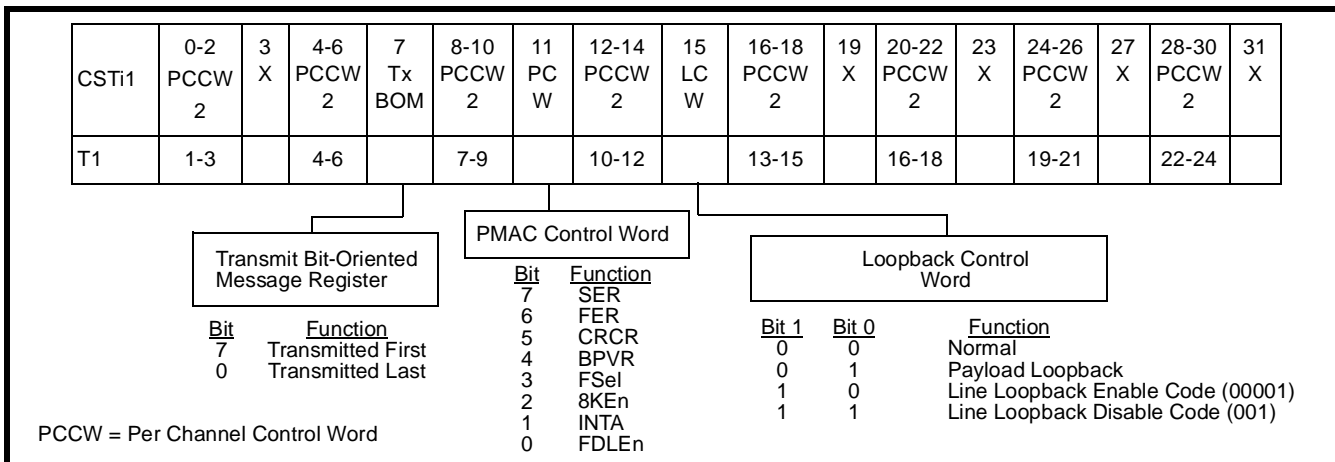 0-2 3 4-6 7 8-10 11 12-14 15 16-18 19 20-22 23 24-26 27 28-30 31
CSTi1 PCCW X PCCW Tx PCCW PC PCCW LC PCCW X PCCW X PCCW X PCCW X
2 2 BOM 2 W 2 W 2 2 2 2
T1 1-3 4-6 7-9 10-12 13-15 16-18 19-21 22-24
Transmit Bit-Oriented
Message Register
Bit Function
7 Transmitted First
0 Transmitted Last
PMAC Control Word
Bit Function
7 SER
6 FER
5 CRCR
4 BPVR
3 FSel
2 8KEn
1 INTA
0 FDLEn
Loopback Control
Word
Bit 1 Bit 0 Function
0 0 Normal
0 1 Payload Loopback
1 0 Line Loopback Enable Code (00001)
1 1 Line Loopback Disable Code (001)
PCCW = Per Channel Control Word